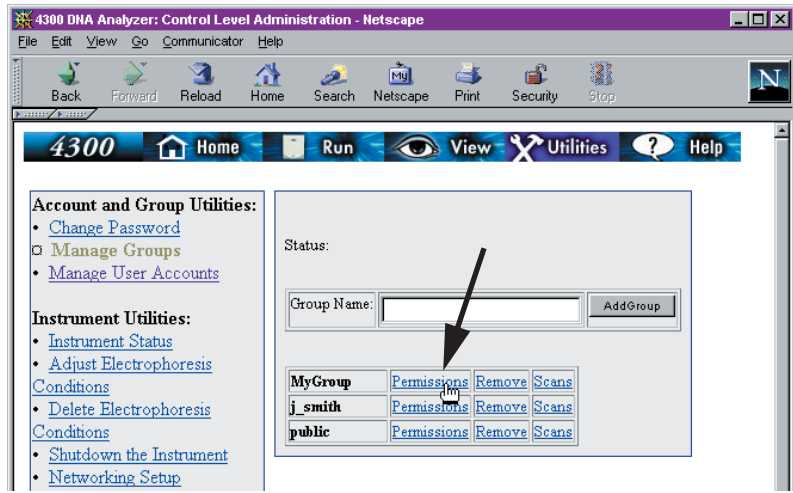 4300 DNA Analyzer: Control Level Administration - Netscape
File Edit View Go Communicator Help
Back Forward Reload Home Search Netscape Print Security Stop
My
N
4300 Home Run View Utilities ? Help
Account and Group Utilities:
• Change Password
Manage Groups
• Manage User Accounts
Instrument Utilities:
• Instrument Status
• Adjust Electrophoresis
Conditions
• Delete Electrophoresis
Conditions
• Shutdown the Instrument
• Networking Setup
Status:
Group Name: AddGroup
MyGroup Permissions Remove Scans
j_smith Permissions Remove Scans
public Permissions Remove Scans